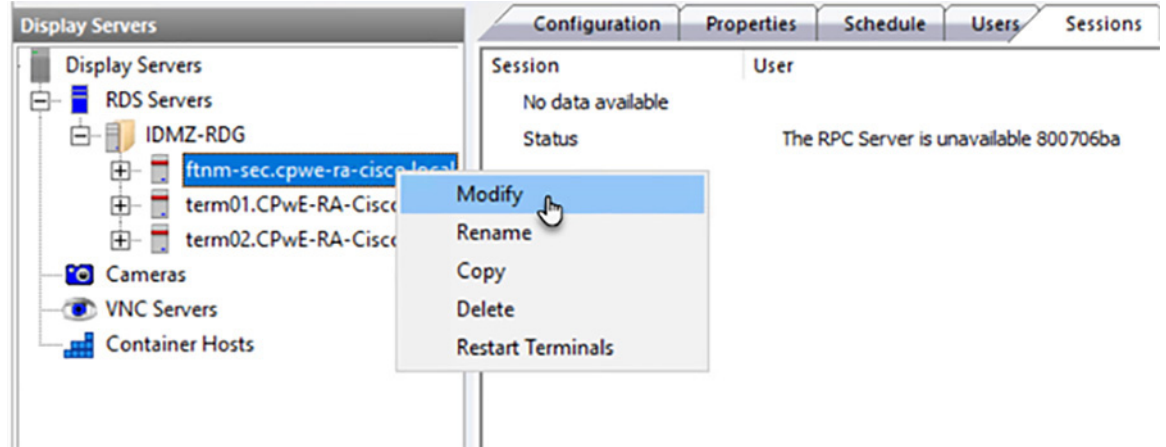 Display Servers
Display Servers
RDS Servers
IDMZ-RDG
ftnm-sec.cpwe-ra-cisco.local
term01.CPwE-RA-Cisc
term02.CPwE-RA-Cisc
Cameras
VNC Servers
Container Hosts
Modify
Rename
Copy
Delete
Restart Terminals
Configuration Properties Schedule Users Sessions
Session User
No data available
Status The RPC Server is unavailable 800706ba